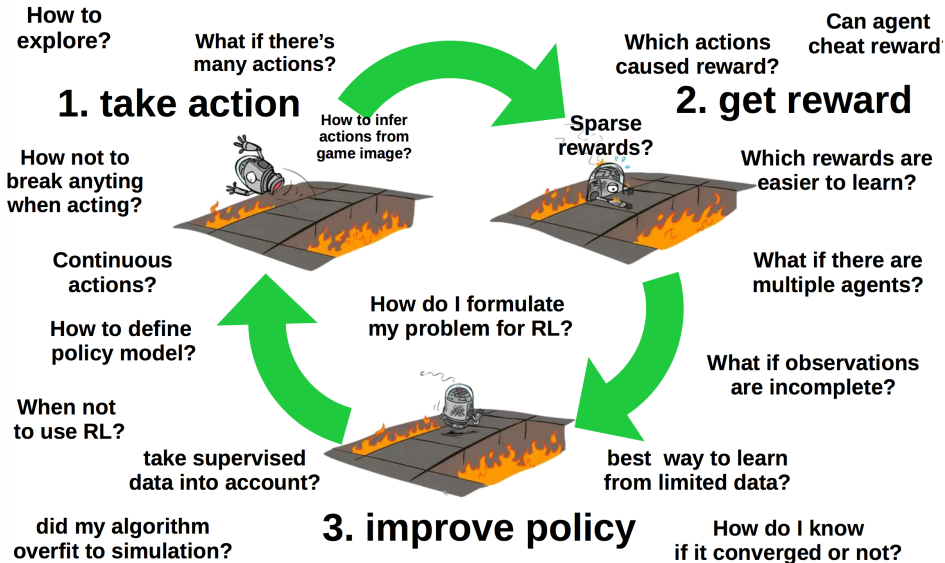 How to
explore?
What if there's
many actions?
Which actions
caused reward?
Can agent
cheat reward?
1. take action
2. get reward
How to infer
actions from
game image?
Sparse
rewards?
How not to
break anyting
when acting?
Which rewards are
easier to learn?
Continuous
actions?
What if there are
multiple agents?
How do I formulate
my problem for RL?
How to define
policy model?
What if observations
are incomplete?
When not
to use RL?
take supervised
data into account?
best  way to learn
from limited data?
3. improve policy
did my algorithm
overfit to simulation?
How do I know
if it converged or not?